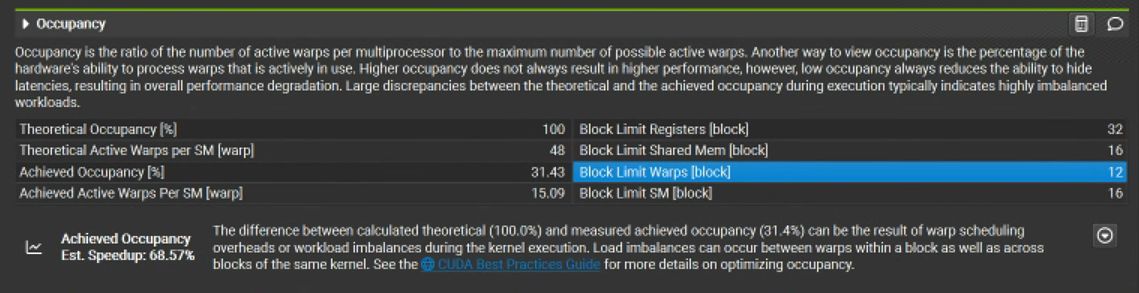 Occupancy
Occupancy is the ratio of the number of active warps per multiprocessor to the maximum number of possible active warps. Another way to view occupancy is the percentage of the
hardware's ability to process warps that is actively in use. Higher occupancy does not always result in higher performance, however, low occupancy always reduces the ability to hide
latencies, resulting in overall performance degradation. Large discrepancies between the theoretical and the achieved occupancy during execution typically indicates highly imbalanced
workloads.
Theoretical Occupancy [%] 100 Block Limit Registers [block] 32
Theoretical Active Warps per SM [warp] 48 Block Limit Shared Mem [block] 16
Achieved Occupancy [%] 31.43 Block Limit Warps [block] 12
Achieved Active Warps Per SM [warp] 15.09 Block Limit SM [block] 16
Achieved Occupancy
Est. Speedup: 68.57%
The difference between calculated theoretical (100.0%) and measured achieved occupancy (31.4%) can be the result of warp scheduling
overheads or workload imbalances during the kernel execution. Load imbalances can occur between warps within a block as well as across
blocks of the same kernel. See the CUDA Best Practices Guide for more details on optimizing occupancy.